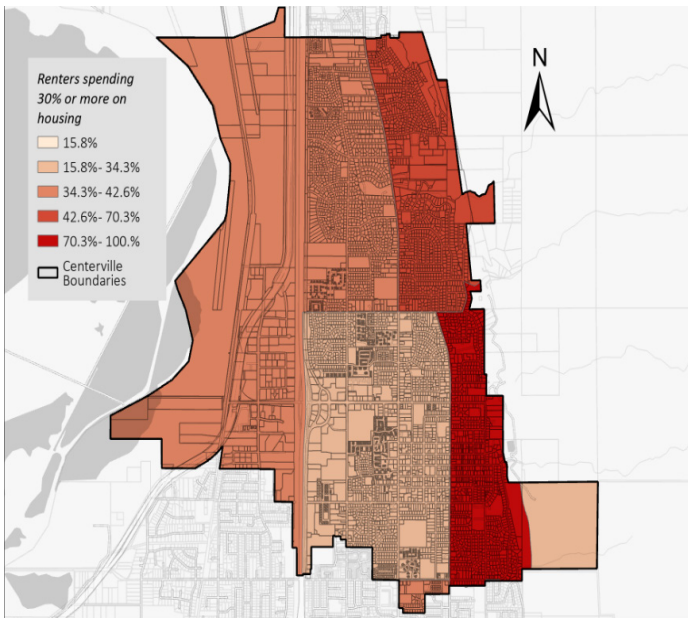 N
Renters spending
30% or more on
housing
15.8%
15.8%- 34.3%
34.3%- 42.6%
42.6%- 70.3%
70.3%- 100.%
Centerville
Boundaries